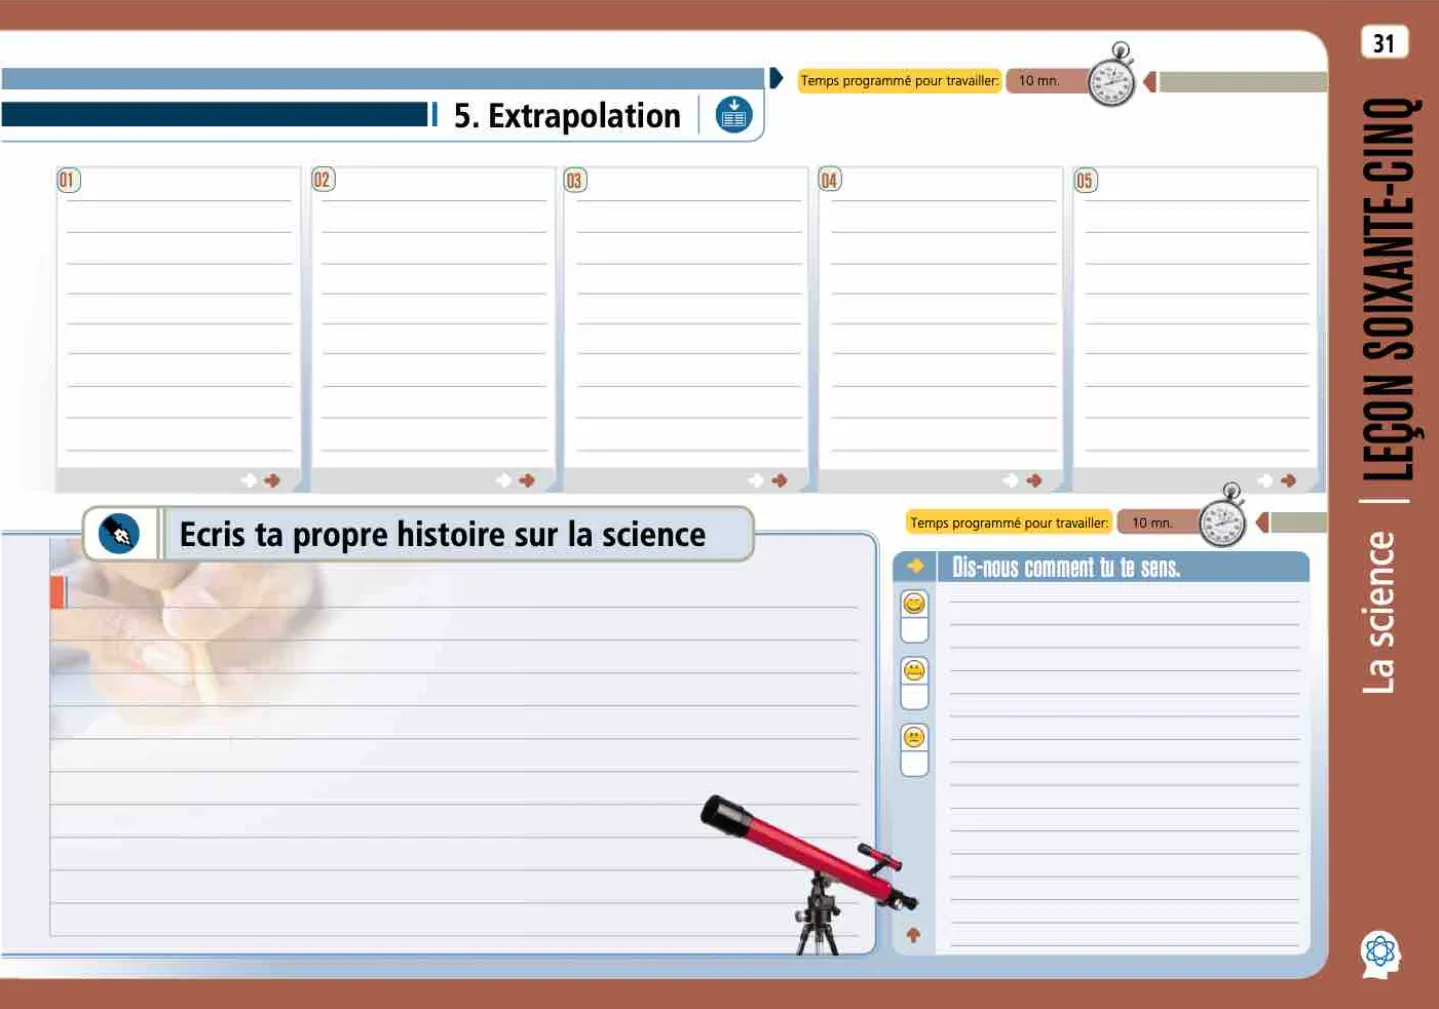 31
Temps programmé pour travailler: 10 mn.
5. Extrapolation
01
02
03
04
05
Ecris ta propre histoire sur la science
Temps programmé pour travailler: 10 mn.
Dis-nous comment tu te sens.
LEÇON SOIXANTE-CINQ
La science